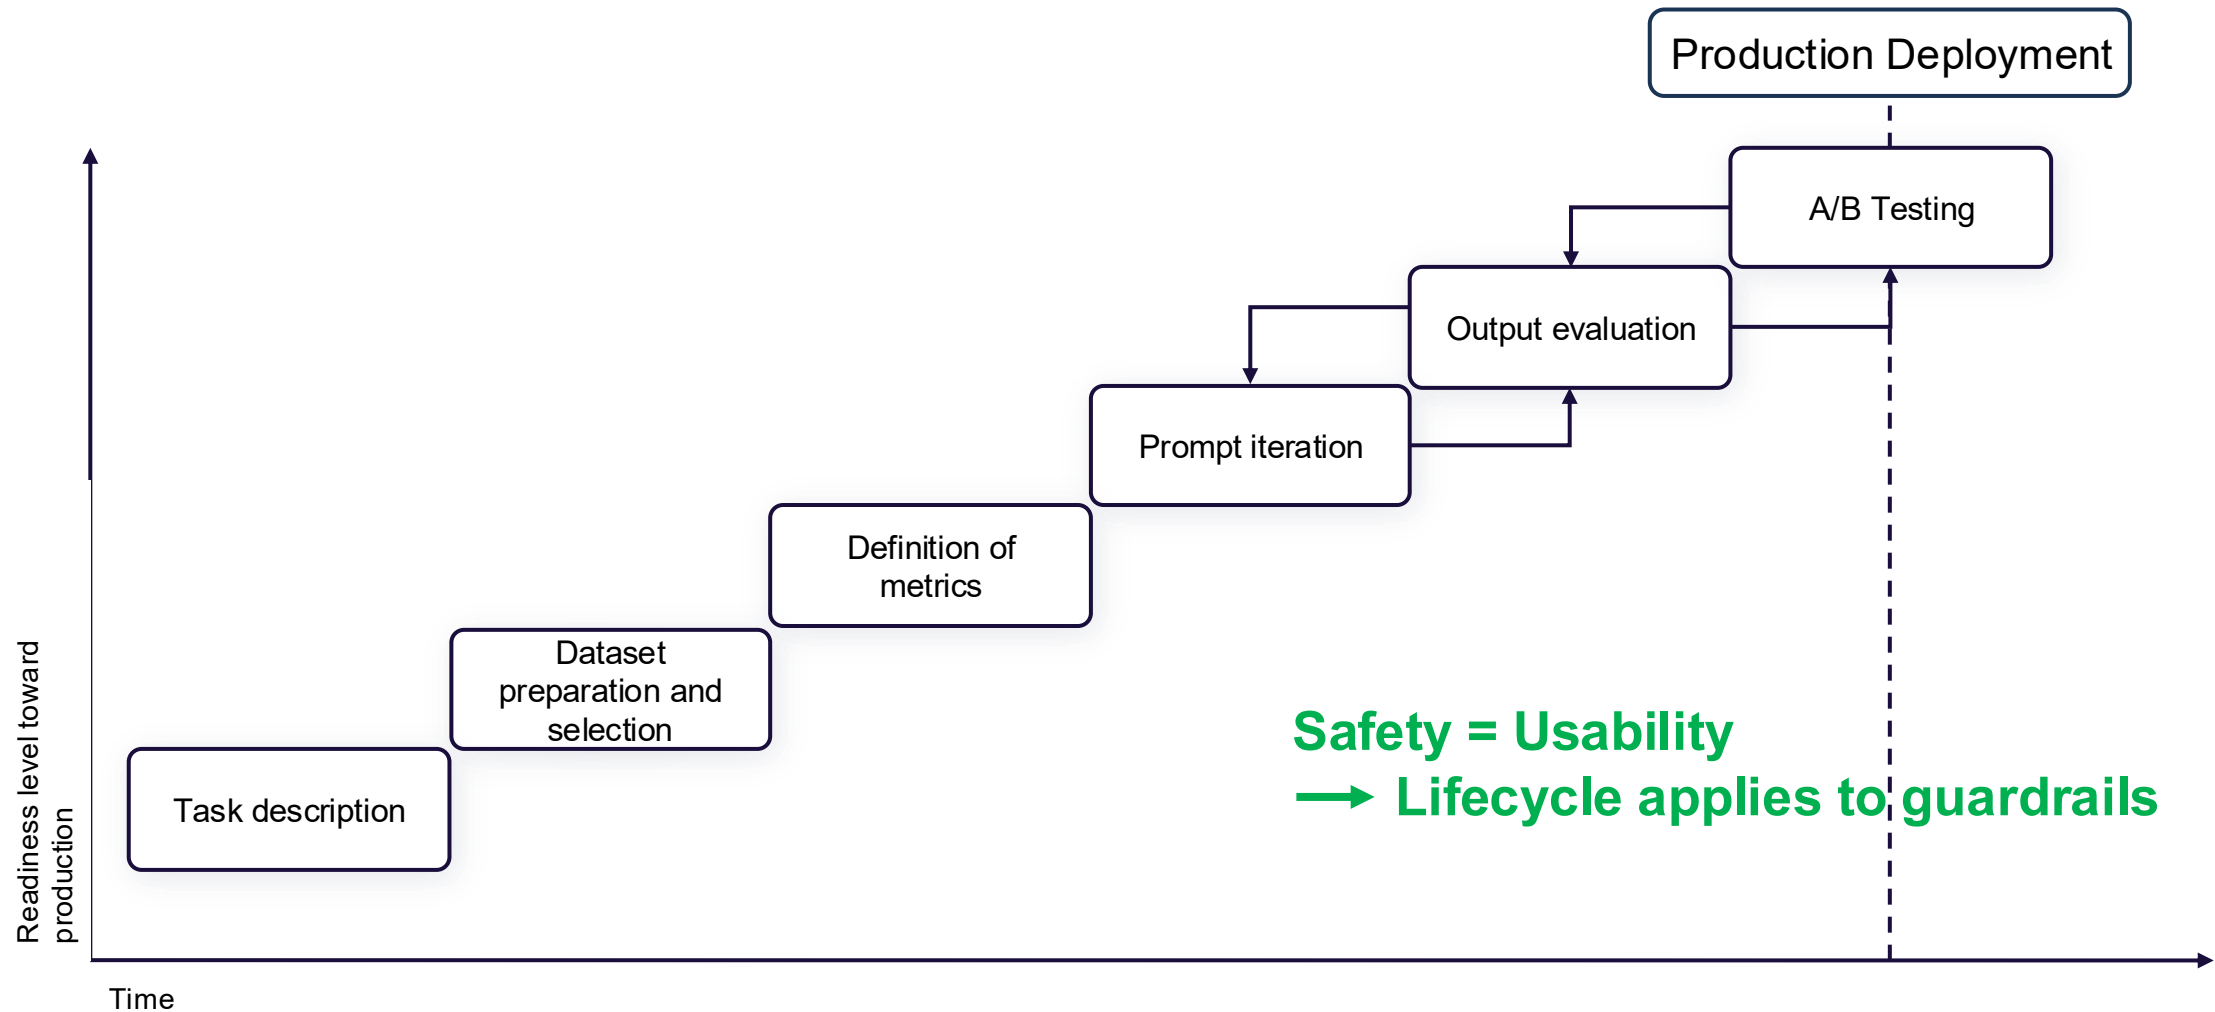 Production Deployment
A/B Testing
Output evaluation
Prompt iteration
Definition of
metrics
Dataset
preparation and
selection
Task description
Safety = Usability
→ Lifecycle applies to guardrails
Readiness level toward
production
Time